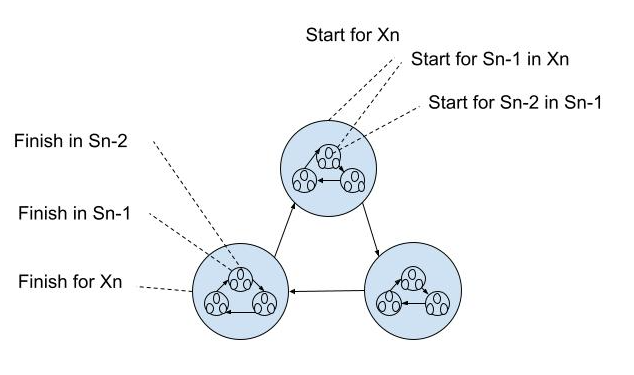 Start for Xn
Start for Sn-1 in Xn
Start for Sn-2 in Sn-1
Finish in Sn-2
Finish in Sn-1
Finish for Xn